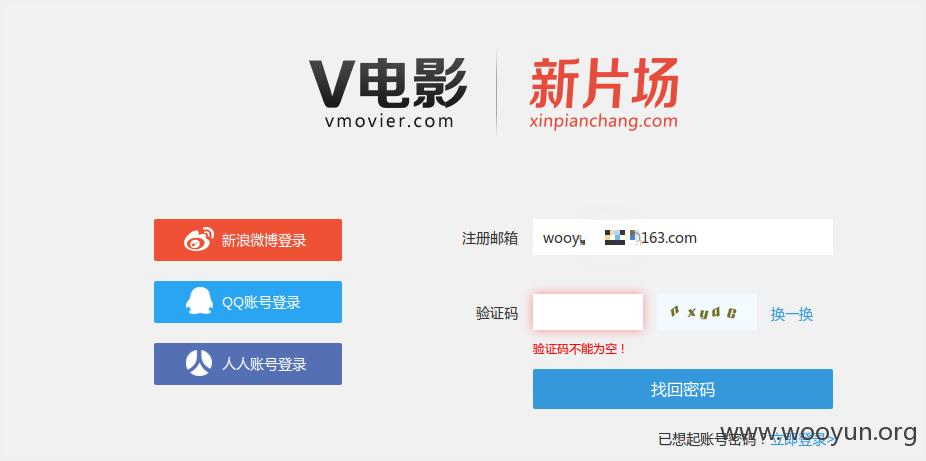 V电影
vmovier.com
新片场
xinpianchang.com
新浪微博登录
QQ账号登录
人人账号登录
注册邮箱
wooy 163.com
验证码
换一换
验证码不能为空！
找回密码
已想起账号密码？立即登录>
www.wooyun.org